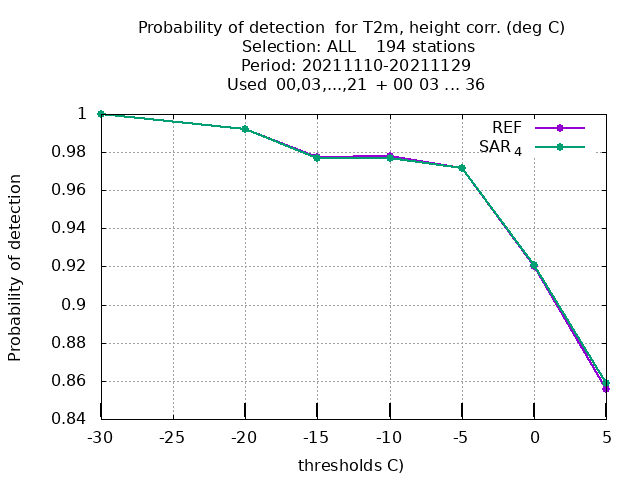 Probability of detection  for T2m, height corr. (deg C)
Selection: ALL    194 stations
Period: 20211110-20211129
Used  00,03,...,21  + 00 03 ... 36
REF
SAR 4
1
0.98
0.96
0.94
0.92
0.9
0.88
0.86
0.84
Probability of detection
-30 -25 -20 -15 -10 -5 0 5
thresholds C)